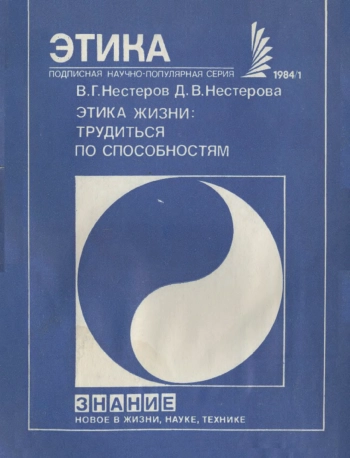 ЭТИКА
ПОДПИСНАЯ НАУЧНО-ПОПУЛЯРНАЯ СЕРИЯ
1984/1
В.Г.Нестеров Д.В.Нестерова
ЭТИКА ЖИЗНИ:
ТРУДИТЬСЯ
ПО СПОСОБНОСТЯМ
ЗНАНИЕ
НОВОЕ В ЖИЗНИ, НАУКЕ, ТЕХНИКЕ